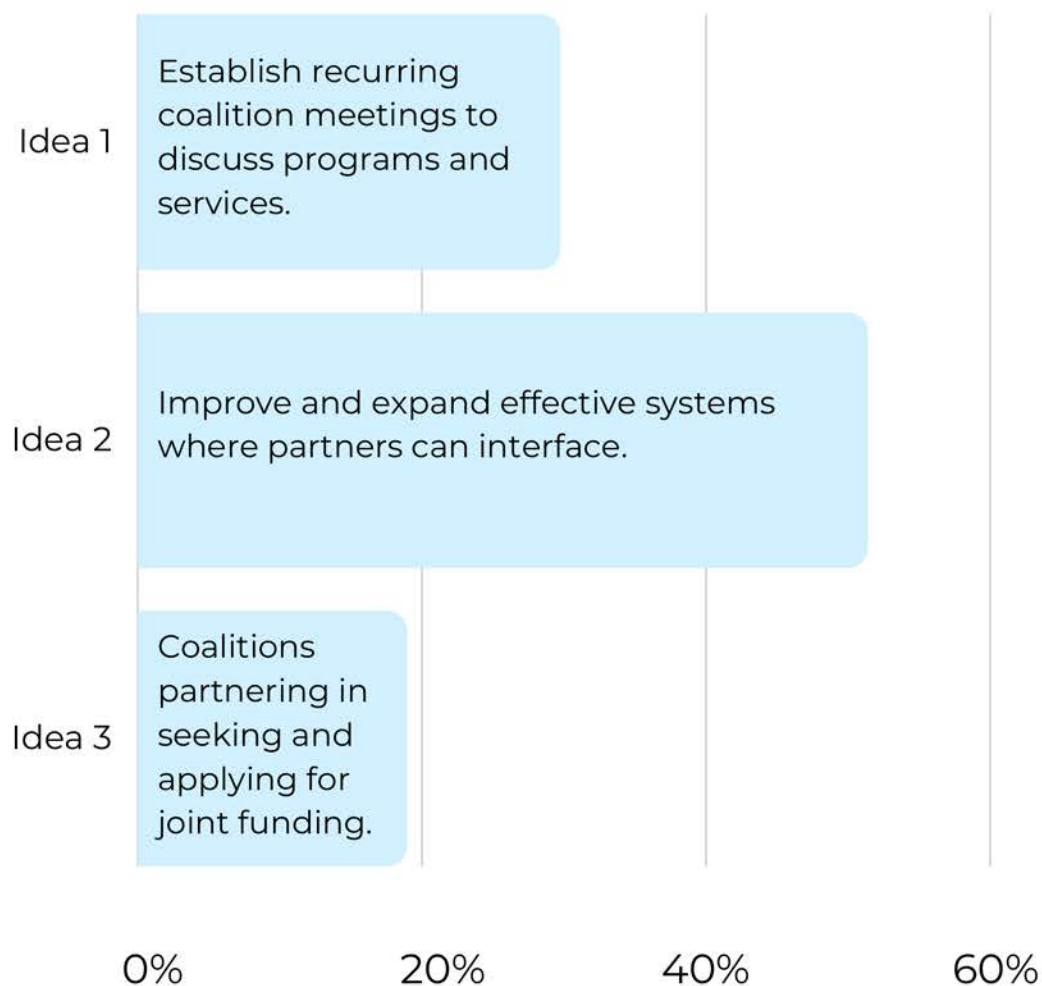 Idea 1
Establish recurring
coalition meetings to
discuss programs and
services.
Idea 2
Improve and expand effective systems
where partners can interface.
Idea 3
Coalitions
partnering in
seeking and
applying for
joint funding.
0% 20% 40% 60%